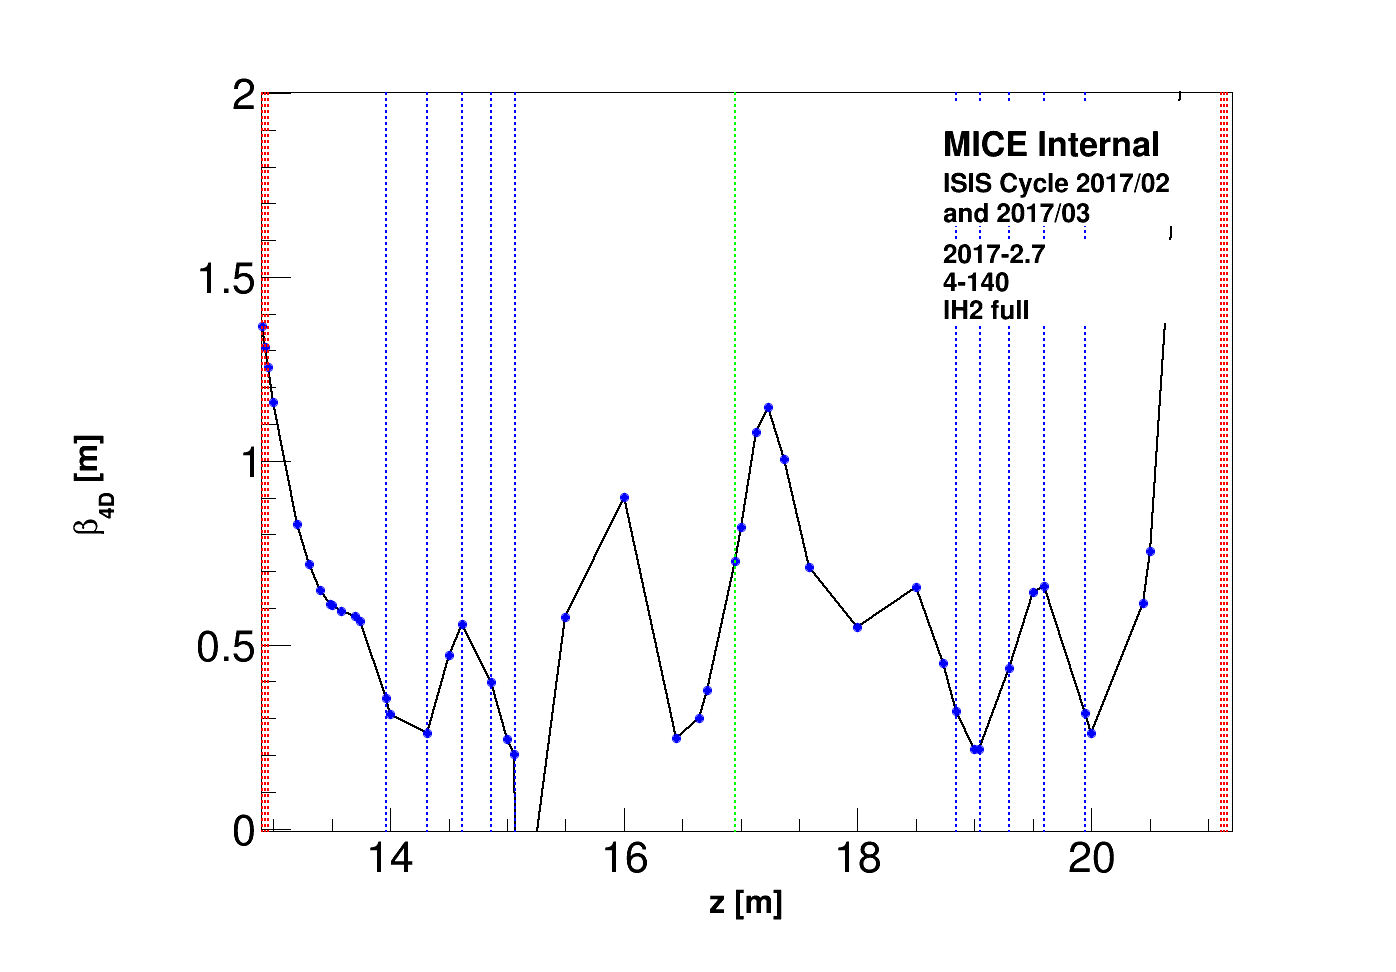 2
1.5
1
0.5
0
14
16
18
20
β4D [m]
z [m]
MICE Internal
ISIS Cycle 2017/02
and 2017/03
2017-2.7
4-140
IH2 full